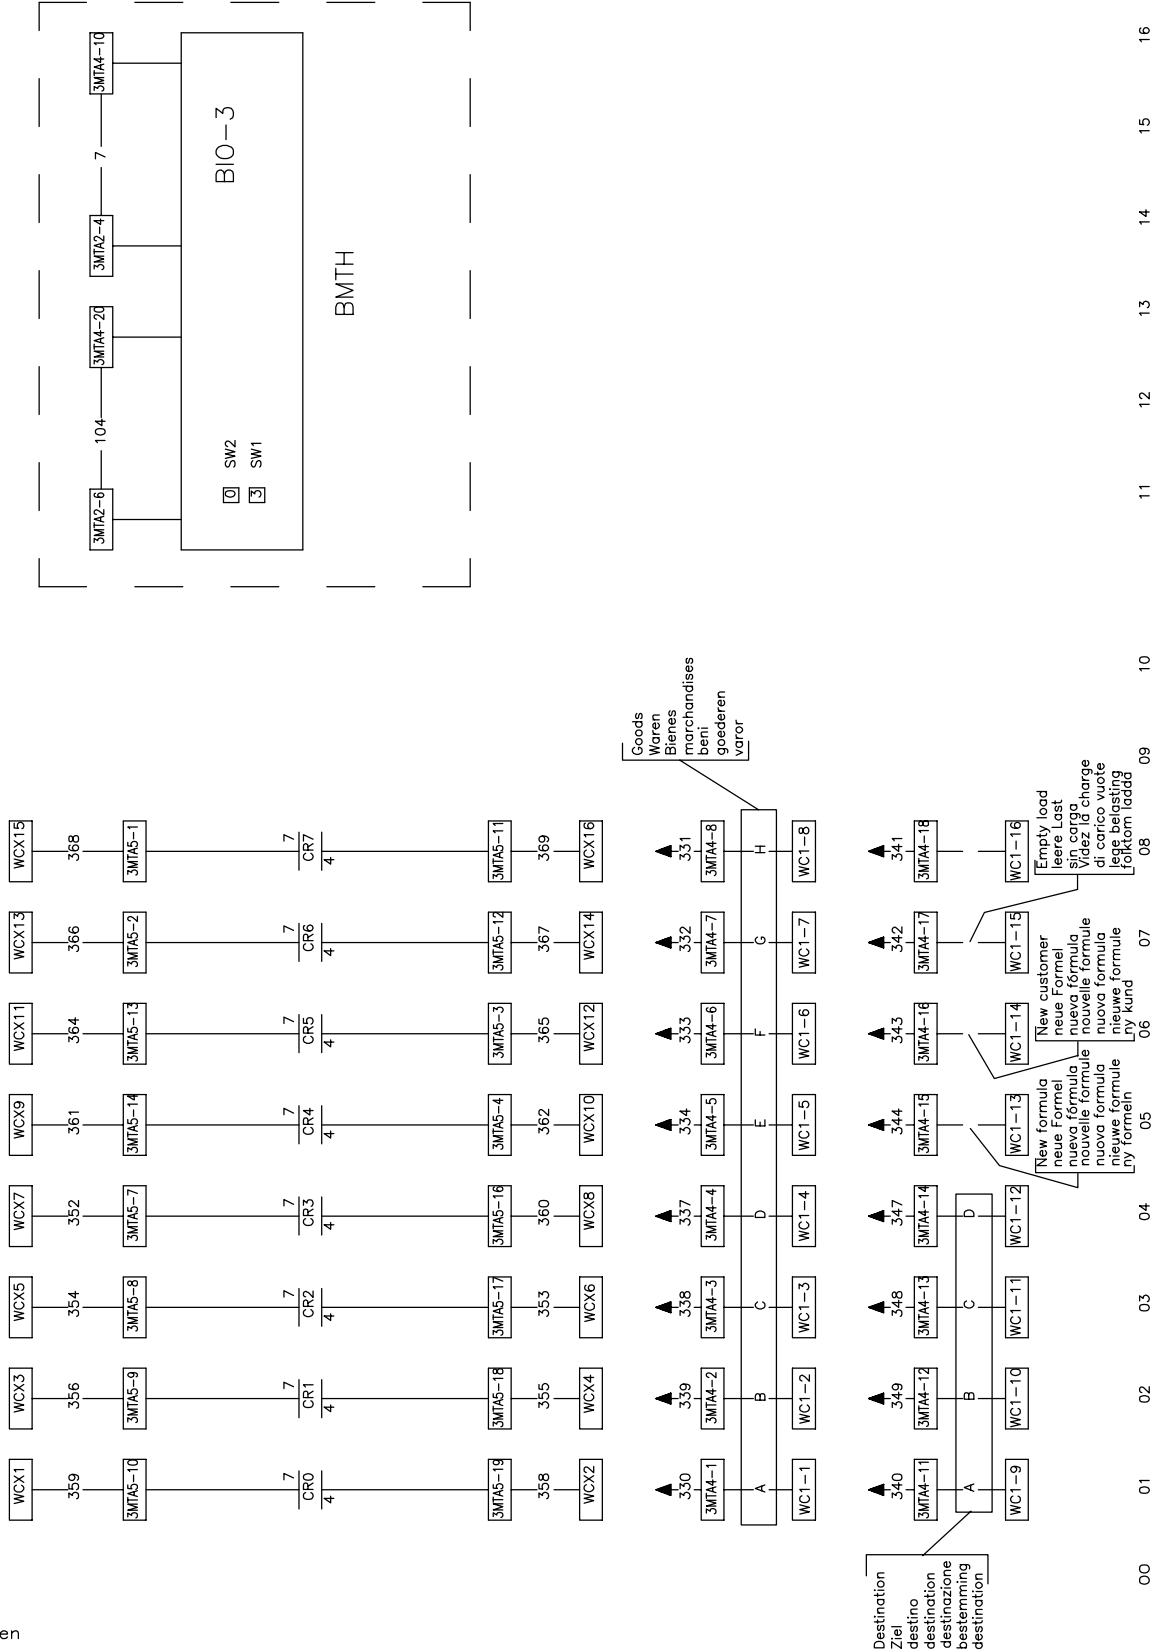 WCX1 WCX3 WCX5 WCX7 WCX9 WCX11 WCX13 WCX15
359 356 354 352 361 364 366 368
3MTA5-10 3MTA5-9 3MTA5-8 3MTA5-7 3MTA5-14 3MTA5-13 3MTA5-2 3MTA5-1
7 7 7 7 7 7 7 7
CR0 CR1 CR2 CR3 CR4 CR5 CR6 CR7
4 4 4 4 4 4 4 4
3MTA5-19 3MTA5-18 3MTA5-17 3MTA5-16 3MTA5-4 3MTA5-3 3MTA5-12 3MTA5-11
358 355 353 360 362 365 367 369
WCX2 WCX4 WCX6 WCX8 WCX10 WCX12 WCX14 WCX16
3MTA2-6 104 3MTA4-20 3MTA2-4 7 3MTA4-10
BIO-3
0 SW2
3 SW1
BMTH
Goods
Waren
Bienes
marchandises
beni
goederen
varor
330 339 338 337 334 333 332 331
3MTA4-1 3MTA4-2 3MTA4-3 3MTA4-4 3MTA4-5 3MTA4-6 3MTA4-7 3MTA4-8
A B C D E F G H
WC1-1 WC1-2 WC1-3 WC1-4 WC1-5 WC1-6 WC1-7 WC1-8
Destination
Ziel
destino
destination
destinazione
bestemming
destination
340 349 348 347 344 343 342 341
3MTA4-11 3MTA4-12 3MTA4-13 3MTA4-14 3MTA4-15 3MTA4-16 3MTA4-17 3MTA4-18
A B C D
WC1-9 WC1-10 WC1-11 WC1-12 WC1-13 WC1-14 WC1-15 WC1-16
New formula
neue Formel
nueva fórmula
nouvelle formule
nuova formula
nieuwe formule
ny formeln
New customer
neue Formel
nueva fórmula
nouvelle formule
nuova formula
nieuwe formule
ny kund
Empty load
leere Last
sin carga
Videz la charge
di carico vuote
lege belasting
folktom laddd
00 01 02 03 04 05 06 07 08 09 10 11 12 13 14 15 16
en